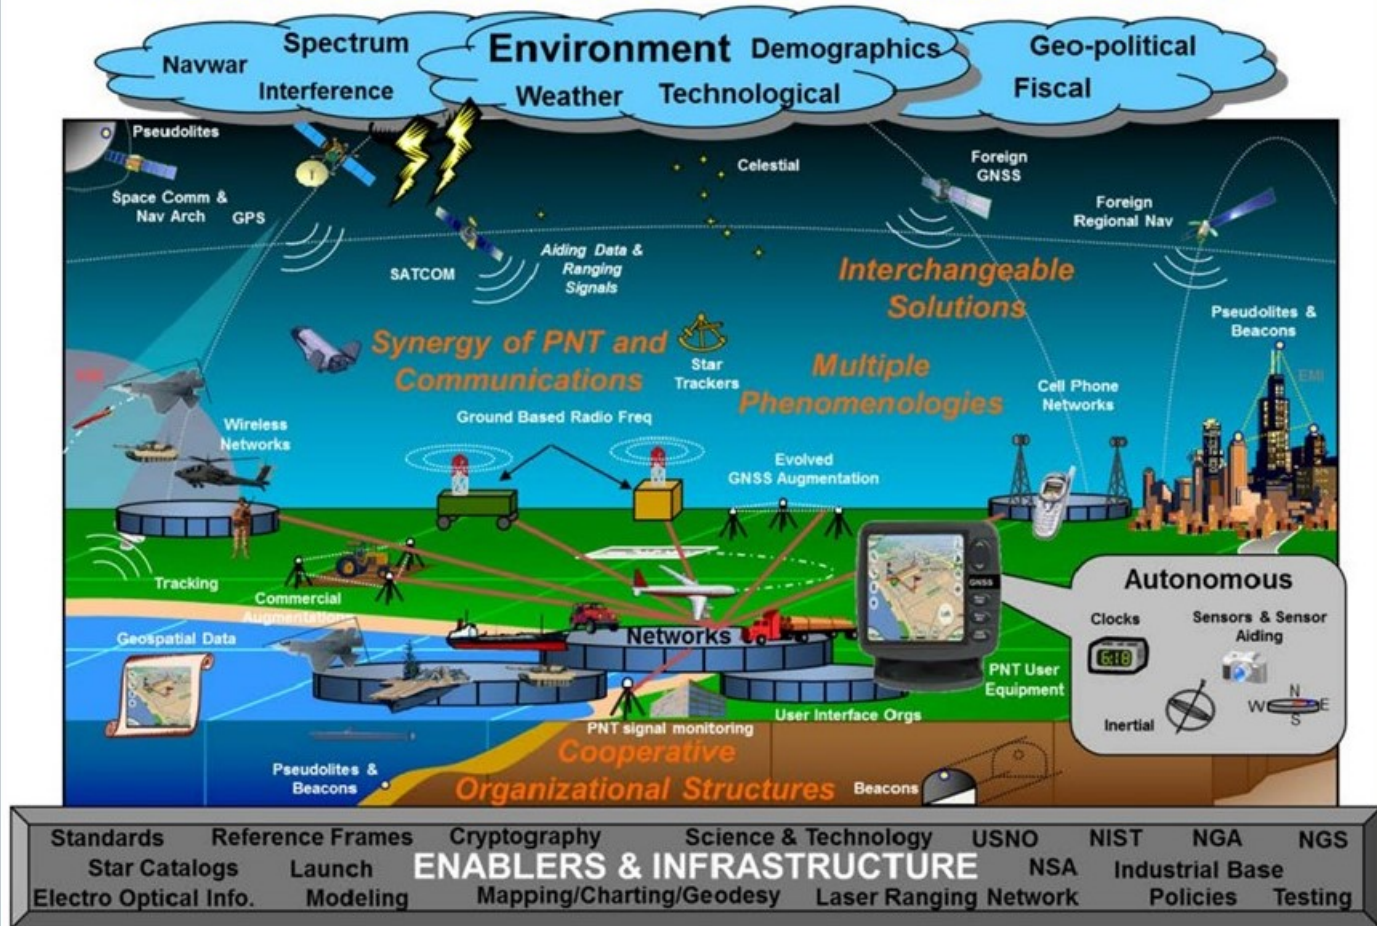 Navwar
Spectrum
Interference
Environment
Demographics
Weather
Technological
Geo-political
Fiscal
Pseudolites
Space Comm &
Nav Arch
GPS
SATCOM
Aiding Data &
Ranging
Signals
Celestial
Foreign
GNSS
Foreign
Regional Nav
Interchangeable
Solutions
Synergy of PNT and
Communications
Star
Trackers
Multiple
Phenomenologies
Pseudolites &
Beacons
EMI
Cell Phone
Networks
Wireless
Networks
Ground Based Radio Freq
Evolved
GNSS Augmentation
Tracking
Commercial
Augmentations
Geospatial Data
Networks
GNSS
PNT User
Equipment
Autonomous
Clocks
6:18
Sensors & Sensor
Aiding
Inertial
N
W E
S
PNT signal monitoring
User Interface Orgs
Cooperative
Organizational Structures
Pseudolites &
Beacons
Beacons
Standards Reference Frames Cryptography Science & Technology USNO NIST NGA NGS
Star Catalogs Launch ENABLERS & INFRASTRUCTURE NSA Industrial Base
Electro Optical Info. Modeling Mapping/Charting/Geodesy Laser Ranging Network Policies Testing